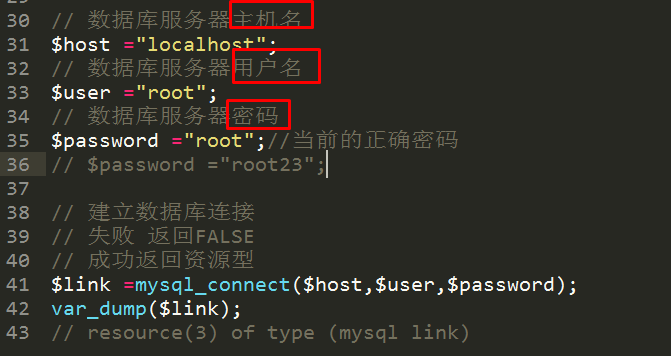 30 // 数据库服务器主机名
31 $host ="localhost";
32 // 数据库服务器用户名
33 $user ="root";
34 // 数据库服务器密码
35 $password ="root";//当前的正确密码
36 // $password ="root23";
37
38 // 建立数据库连接
39 // 失败 返回FALSE
40 // 成功返回资源型
41 $link =mysql_connect($host,$user,$password);
42 var_dump($link);
43 // resource(3) of type (mysql link)